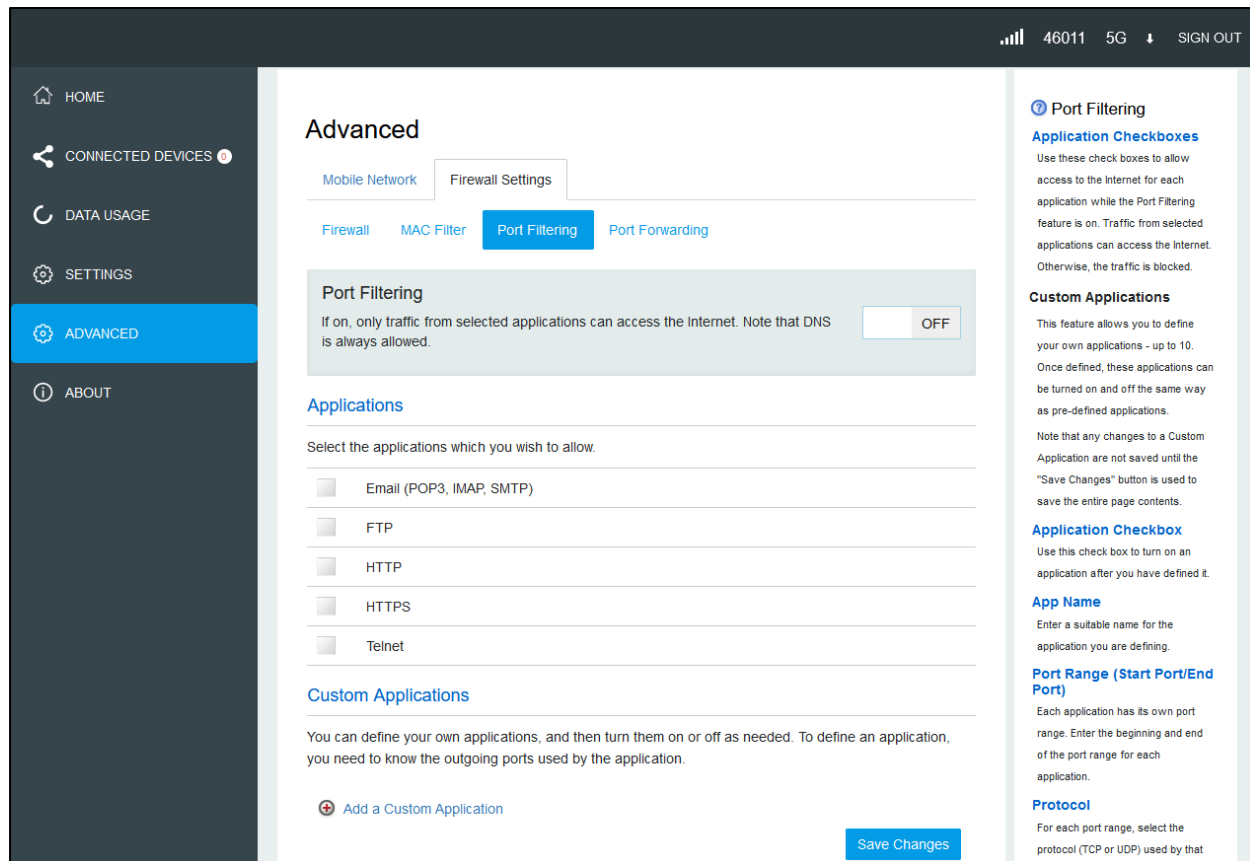 46011 5G SIGN OUT
HOME
CONNECTED DEVICES 0
DATA USAGE
SETTINGS
ADVANCED
ABOUT
Advanced
Mobile Network Firewall Settings
Firewall MAC Filter Port Filtering Port Forwarding
Port Filtering
If on, only traffic from selected applications can access the Internet. Note that DNS
is always allowed.
OFF
Applications
Select the applications which you wish to allow.
Email (POP3, IMAP, SMTP)
FTP
HTTP
HTTPS
Telnet
Custom Applications
You can define your own applications, and then turn them on or off as needed. To define an application,
you need to know the outgoing ports used by the application.
Add a Custom Application
Save Changes
? Port Filtering
Application Checkboxes
Use these check boxes to allow
access to the Internet for each
application while the Port Filtering
feature is on. Traffic from selected
applications can access the Internet.
Otherwise, the traffic is blocked.
Custom Applications
This feature allows you to define
your own applications - up to 10.
Once defined, these applications can
be turned on and off the same way
as pre-defined applications.
Note that any changes to a Custom
Application are not saved until the
"Save Changes" button is used to
save the entire page contents.
Application Checkbox
Use this check box to turn on an
application after you have defined it.
App Name
Enter a suitable name for the
application you are defining.
Port Range (Start Port/End
Port)
Each application has its own port
range. Enter the beginning and end
of the port range for each
application.
Protocol
For each port range, select the
protocol (TCP or UDP) used by that